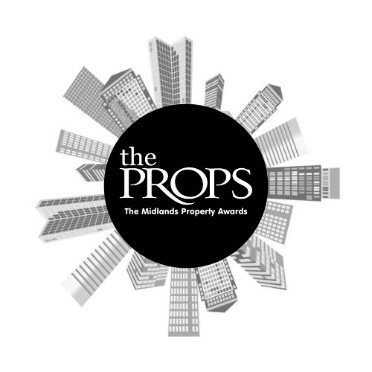 the
PROPS
The Midlands Property Awards